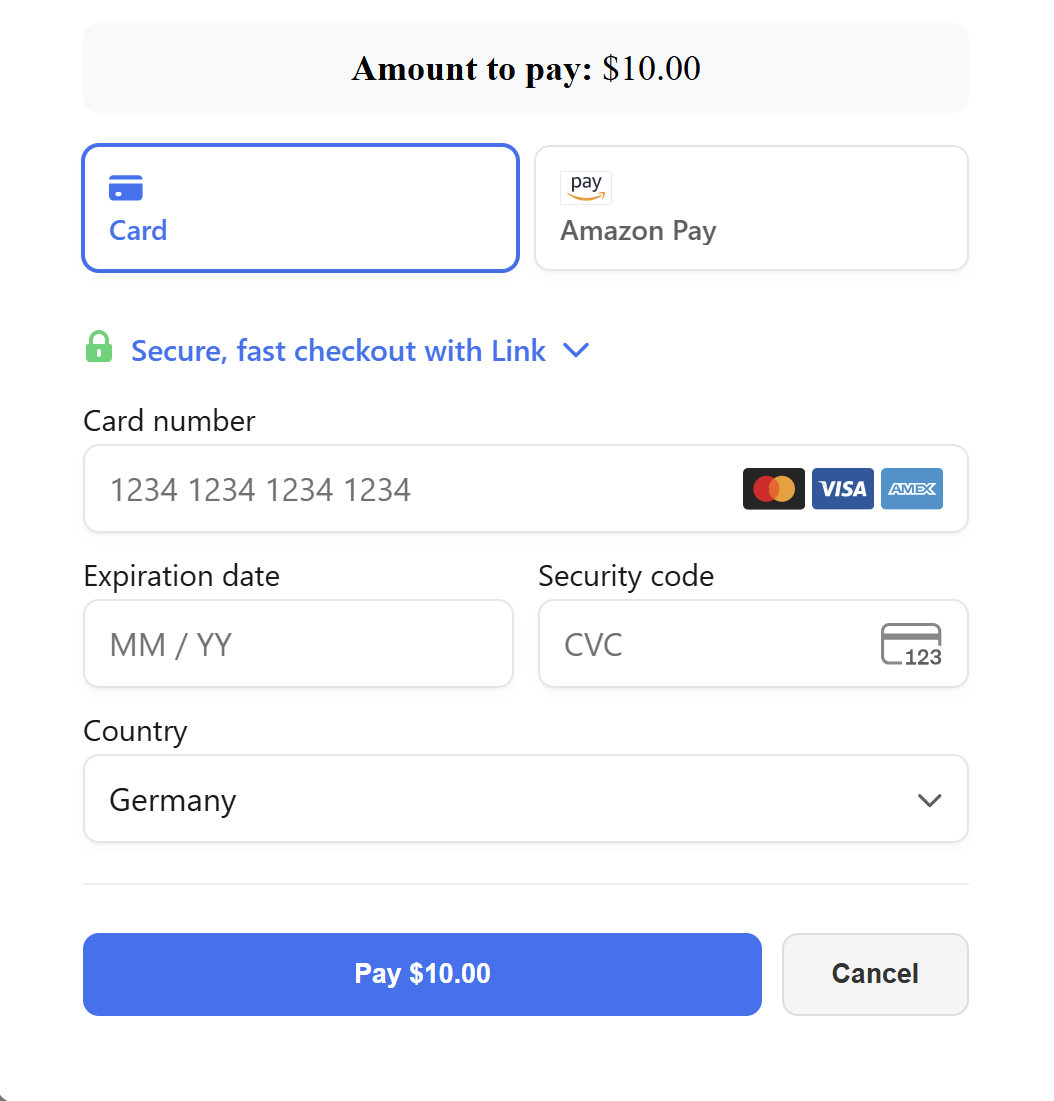 Amount to pay: $10.00
pay
Card
Amazon Pay
Secure, fast checkout with Link
Card number
1234 1234 1234 1234
VISA
AMEX
Expiration date
Security code
MM / YY
CVC
123
Country
Germany
Pay $10.00
Cancel